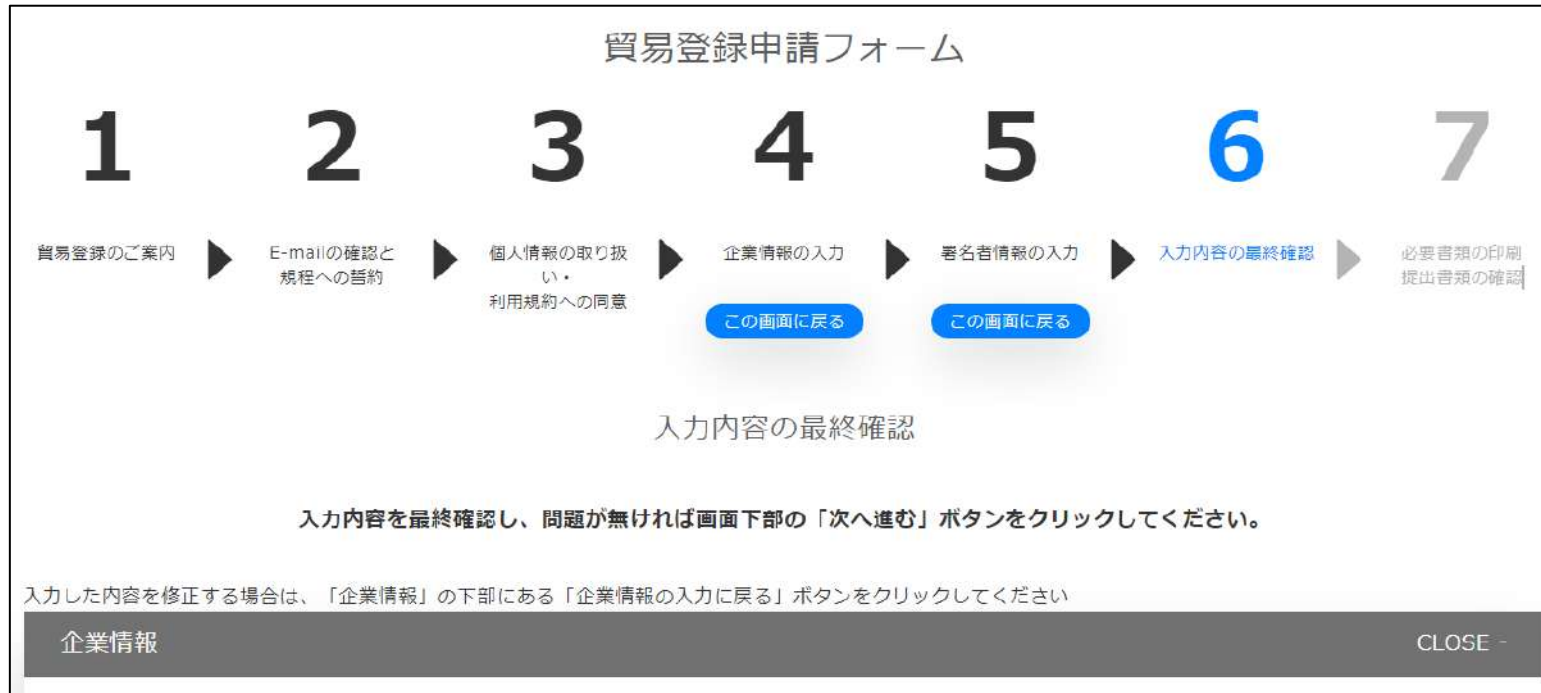 貿易登録申請フォーム
1 2 3 4 5 6 7
貿易登録のご案内
E-mailの確認と
規程への誓約
個人情報の取り扱
い・
利用規約への同意
企業情報の入力
この画面に戻る
署名者情報の入力
この画面に戻る
入力内容の最終確認
必要書類の印刷
提出書類の確認
入力内容の最終確認
入力内容を最終確認し、問題が無ければ画面下部の「次へ進む」ボタンをクリックしてください。
入力した内容を修正する場合は、「企業情報」の下部にある「企業情報の入力に戻る」ボタンをクリックしてください
企業情報 CLOSE -